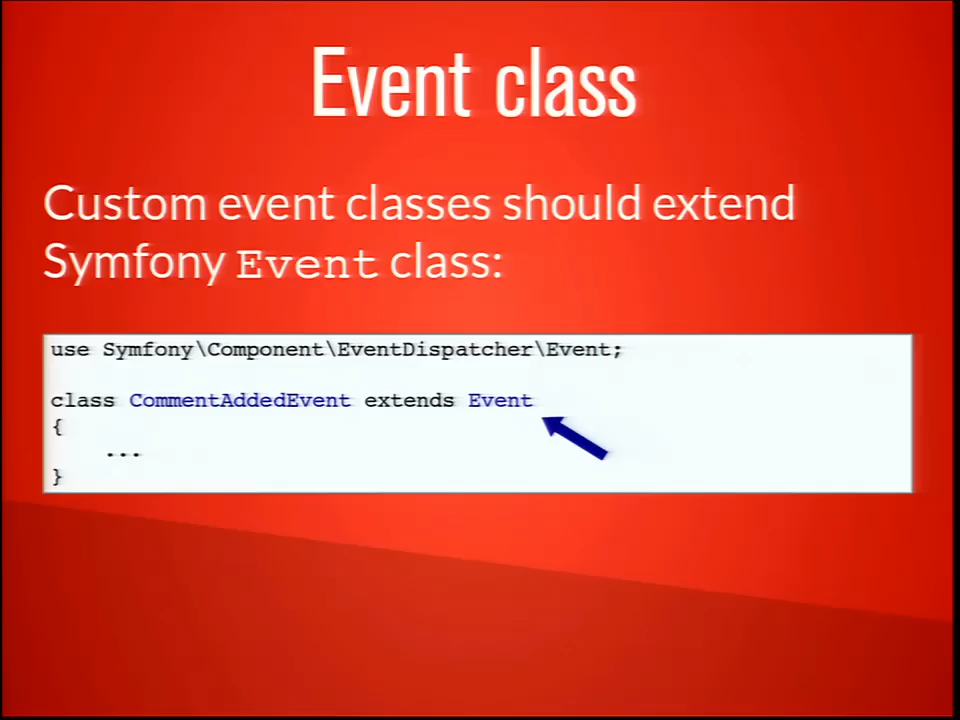 Event class
Custom event classes should extend
Symfony Event class:
use Symfony\Component\EventDispatcher\Event;
class CommentAddedEvent extends Event
{
    ...
}